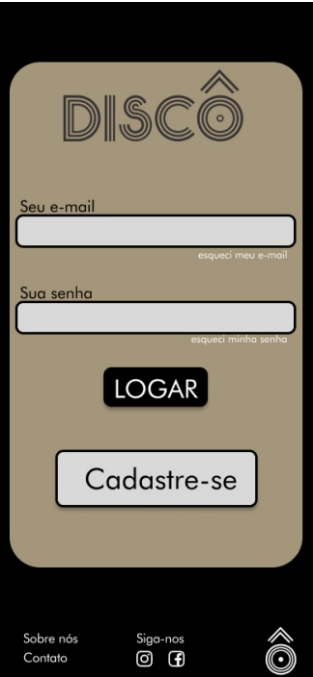 DISCÔ
Seu e-mail
esqueci meu e-mail
Sua senha
esqueci minha senha
LOGAR
Cadastre-se
Sobre nós
Siga-nos
Contato